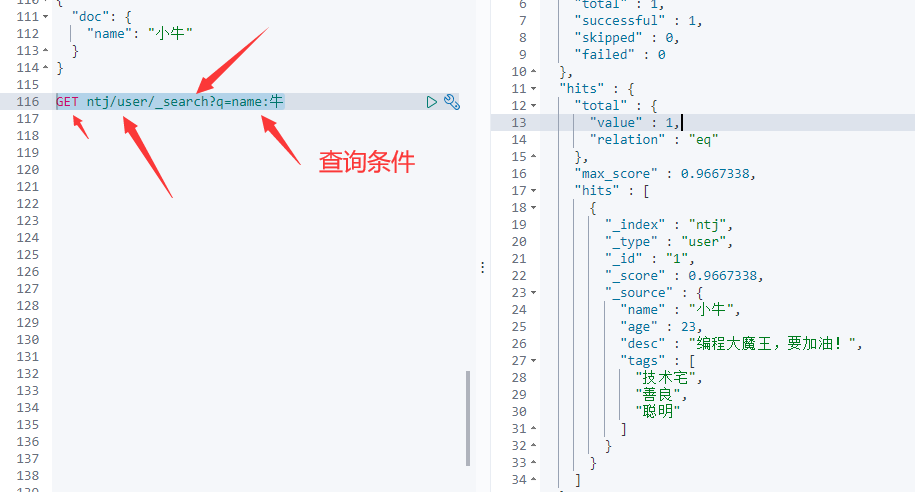 110 {
111 "doc": {
112 "name": "小牛"
113 }
114 }
115
116 GET ntj/user/_search?q=name:牛
117
118
查询条件
119
120
121
122
123
124
125
126
127
128
129
130
131
132
133
134
135
136
137
138
139
6 "total" : 1,
7 "successful" : 1,
8 "skipped" : 0,
9 "failed" : 0
10 },
11 "hits" : {
12 "total" : {
13 "value" : 1,
14 "relation" : "eq"
15 },
16 "max_score" : 0.9667338,
17 "hits" : [
18 {
19 "_index" : "ntj",
20 "_type" : "user",
21 "_id" : "1",
22 "_score" : 0.9667338,
23 "_source" : {
24 "name" : "小牛",
25 "age" : 23,
26 "desc" : "编程大魔王，要加油！",
27 "tags" : [
28 "技术宅",
29 "善良",
30 "聪明"
31 ]
32 }
33 }
34 ]